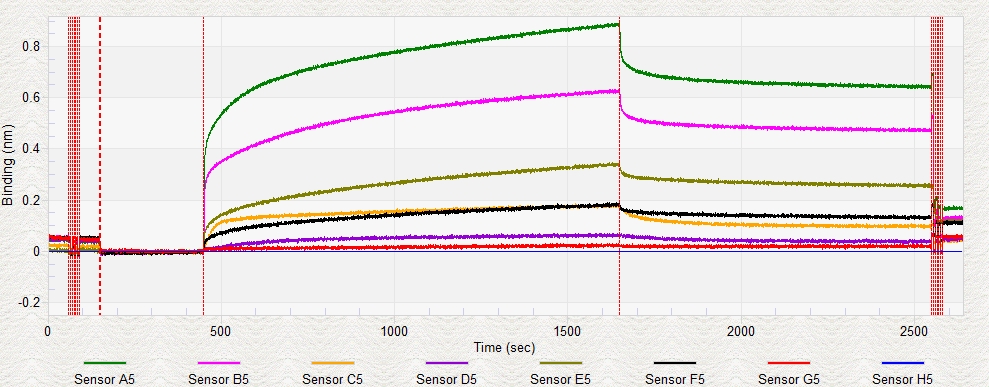 0.8
0.6
0.4
0.2
0
-0.2
Binding (nm)
0 500 1000 1500 2000 2500
Time (sec)
Sensor A5 Sensor B5 Sensor C5 Sensor D5 Sensor E5 Sensor F5 Sensor G5 Sensor H5